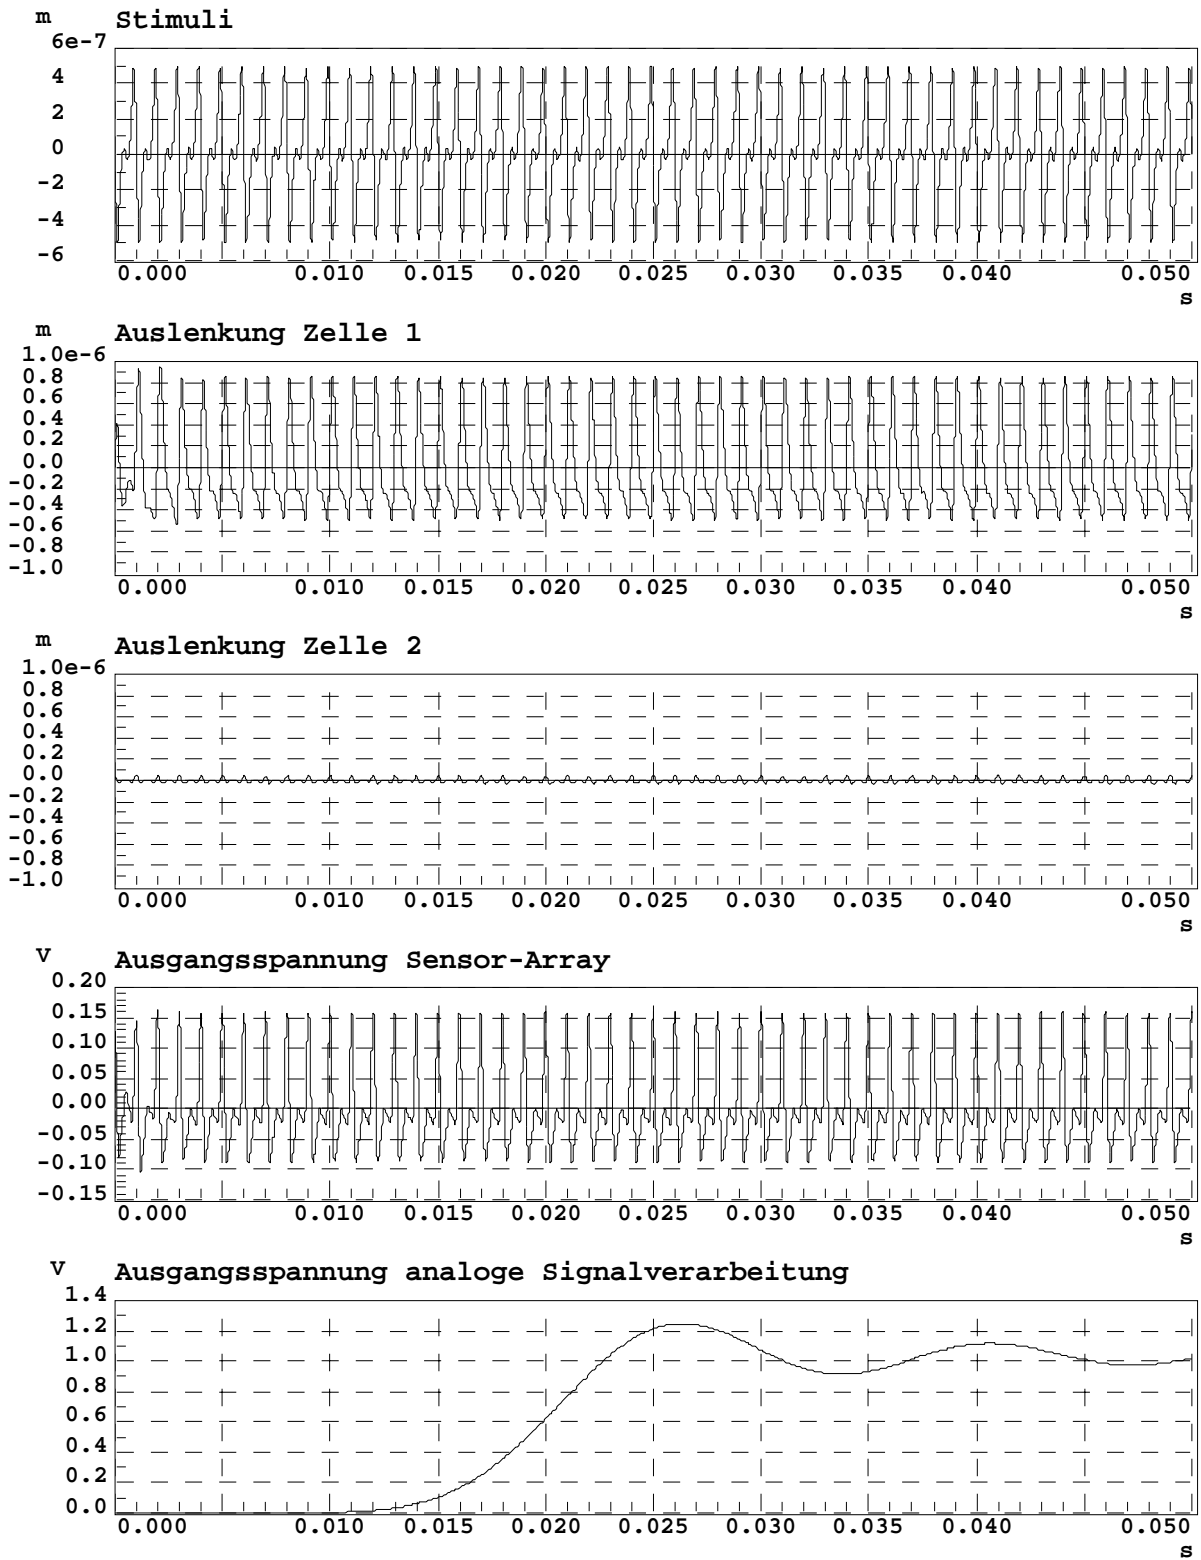 m Stimuli
6e-7
4
2
0
-2
-4
-6
0.000 0.010 0.015 0.020 0.025 0.030 0.035 0.040 0.050
s
m Auslenkung Zelle 1
1.0e-6
0.8
0.6
0.4
0.2
0.0
-0.2
-0.4
-0.6
-0.8
-1.0
0.000 0.010 0.015 0.020 0.025 0.030 0.035 0.040 0.050
s
m Auslenkung Zelle 2
1.0e-6
0.8
0.6
0.4
0.2
0.0
-0.2
-0.4
-0.6
-0.8
-1.0
0.000 0.010 0.015 0.020 0.025 0.030 0.035 0.040 0.050
s
V Ausgangsspannung Sensor-Array
0.20
0.15
0.10
0.05
0.00
-0.05
-0.10
-0.15
0.000 0.010 0.015 0.020 0.025 0.030 0.035 0.040 0.050
s
V Ausgangsspannung analoge Signalverarbeitung
1.4
1.2
1.0
0.8
0.6
0.4
0.2
0.0
0.000 0.010 0.015 0.020 0.025 0.030 0.035 0.040 0.050
s